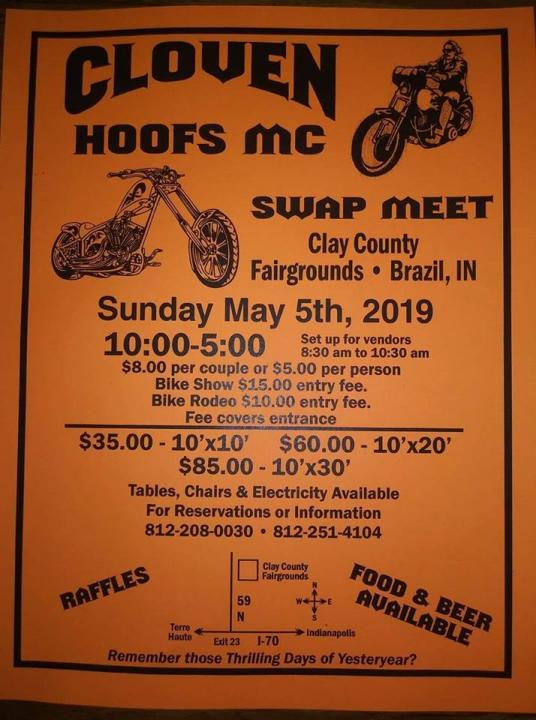 CLOVEN
HOOFS MC
SWAP MEET
Clay County
Fairgrounds • Brazil, IN
Sunday May 5th, 2019
10:00-5:00
Set up for vendors
8:30 am to 10:30 am
$8.00 per couple or $5.00 per person
Bike Show $15.00 entry fee.
Bike Rodeo $10.00 entry fee.
Fee covers entrance
$35.00 - 10'x10' $60.00 - 10'x20'
$85.00 - 10'x30'
Tables, Chairs & Electricity Available
For Reservations or Information
812-208-0030 • 812-251-4104
RAFFLES
Clay County
Fairgrounds
59
N
N
W E
S
Terre
Haute
Exit 23 I-70
Indianapolis
FOOD & BEER
AVAILABLE
Remember those Thrilling Days of Yesteryear?